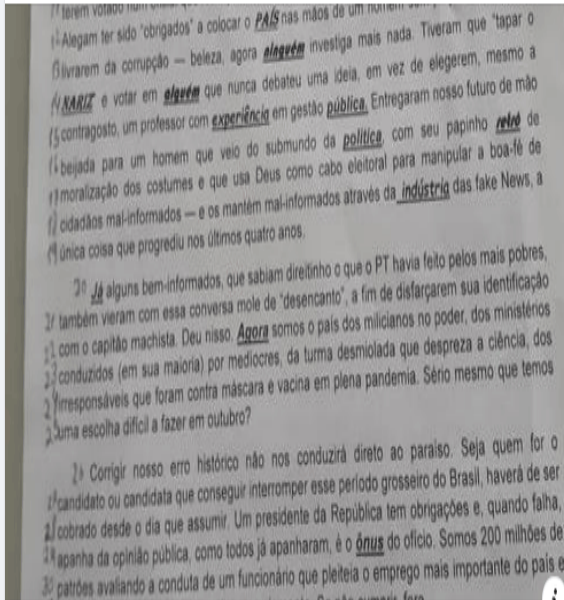 terem votado num
Alegam ter sido "obrigados" a colocar o PAÍS nas mãos de um homem
livrarem da corrupção — beleza, agora ninguém investiga mais nada. Tiveram que "tapar o
NARIZ e votar em alguém que nunca debateu uma ideia, em vez de elegerem, mesmo a
15 contragosto, um professor com experiência em gestão pública. Entregaram nosso futuro de mão
beijada para um homem que veio do submundo da política, com seu papinho reles de
moralização dos costumes e que usa Deus como cabo eleitoral para manipular a boa-fé de
cidadãos mal-informados — e os mantém mal-informados através da indústria das fake News, a
única coisa que progrediu nos últimos quatro anos.
20 Já alguns bem-informados, que sabiam direitinho o que o PT havia feito pelos mais pobres,
21 também vieram com essa conversa mole de "desencanto", a fim de disfarçarem sua identificação
com o capitão machista. Deu nisso. Agora somos o país dos milicianos no poder, dos ministérios
23 conduzidos (em sua maioria) por medíocres, da turma desmiolada que despreza a ciência, dos
irresponsáveis que foram contra máscara e vacina em plena pandemia. Sério mesmo que temos
uma escolha difícil a fazer em outubro?
26 Corrigir nosso erro histórico não nos conduzirá direto ao paraíso. Seja quem for o
candidato ou candidata que conseguir interromper esse período grosseiro do Brasil, haverá de ser
cobrado desde o dia que assumir. Um presidente da República tem obrigações e, quando falha,
apanha da opinião pública, como todos já apanharam, é o ônus do ofício. Somos 200 milhões de
30 patrões avaliando a conduta de um funcionário que pleiteia o emprego mais importante do país e